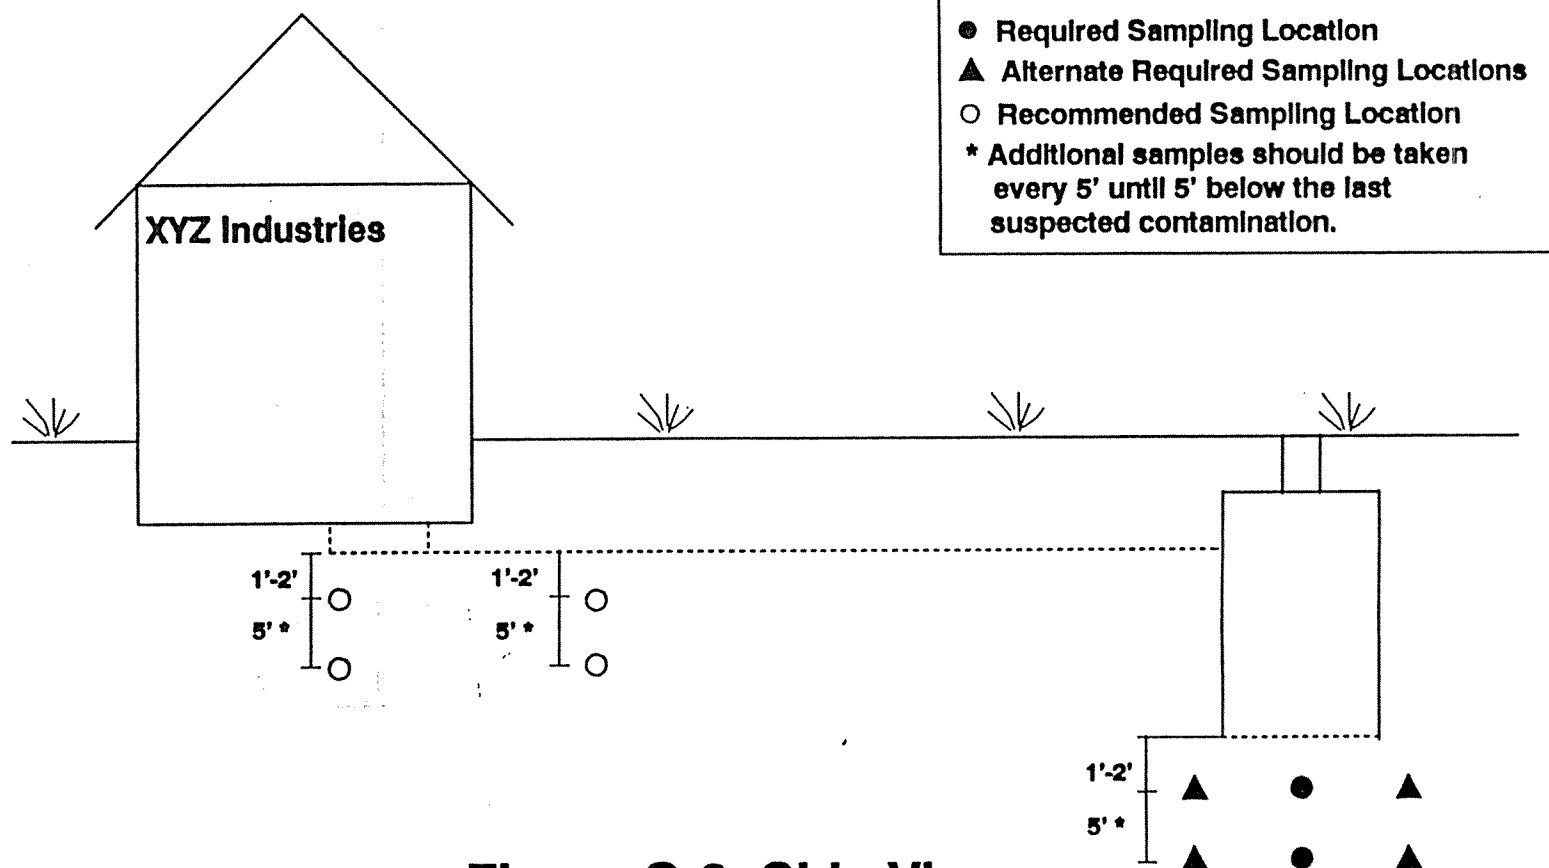 Required Sampling Location
Alternate Required Sampling Locations
Recommended Sampling Location
* Additional samples should be taken
every 5' until 5' below the last
suspected contamination.
XYZ Industries
1'-2'
5' *
1'-2'
5' *
1'-2'
5' *